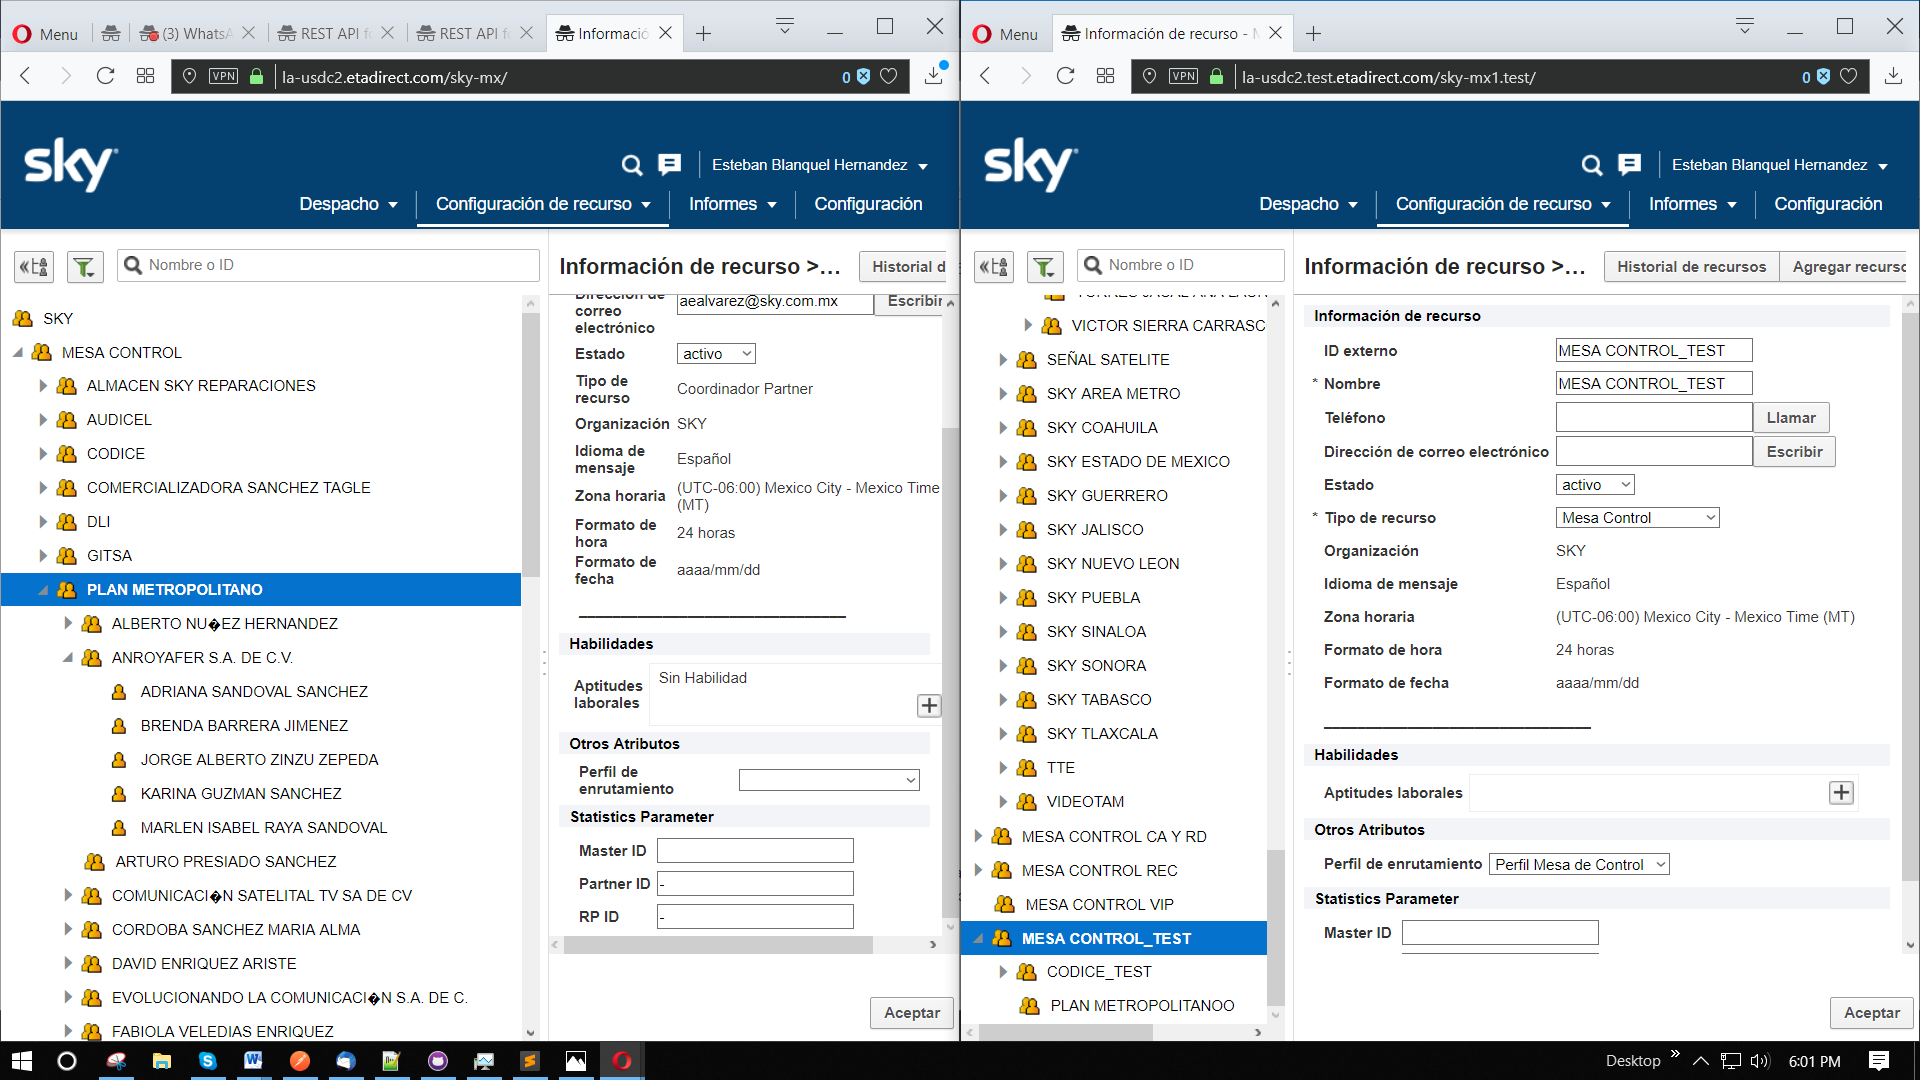 Menu
(3) WhatsA
REST API fo
REST API fo
Informació
VPN
la-usdc2.etadirect.com/sky-mx/
0
sky
Esteban Blanquel Hernandez
Despacho
Configuración de recurso
Informes
Configuración
Nombre o ID
SKY
MESA CONTROL
ALMACEN SKY REPARACIONES
AUDICEL
CODICE
COMERCIALIZADORA SANCHEZ TAGLE
DLI
GITSA
PLAN METROPOLITANO
ALBERTO NU�EZ HERNANDEZ
ANROYAFER S.A. DE C.V.
ADRIANA SANDOVAL SANCHEZ
BRENDA BARRERA JIMENEZ
JORGE ALBERTO ZINZU ZEPEDA
KARINA GUZMAN SANCHEZ
MARLEN ISABEL RAYA SANDOVAL
ARTURO PRESIADO SANCHEZ
COMUNICACI�N SATELITAL TV SA DE CV
CORDOBA SANCHEZ MARIA ALMA
DAVID ENRIQUEZ ARISTE
EVOLUCIONANDO LA COMUNICACI�N S.A. DE C.
FABIOLA VELEDIAS ENRIQUEZ
Información de recurso >...
Historial d
Dirección de
correo
electrónico
aealvarez@sky.com.mx
Escribir
Estado
activo
Tipo de
recurso
Coordinador Partner
Organización
SKY
Idioma de
mensaje
Español
Zona horaria
(UTC-06:00) Mexico City - Mexico Time
(MT)
Formato de
hora
24 horas
Formato de
fecha
aaaa/mm/dd
Habilidades
Aptitudes
laborales
Sin Habilidad
Otros Atributos
Perfil de
enrutamiento
Statistics Parameter
Master ID
Partner ID
-
RP ID
-
Aceptar
Menu
Información de recurso - M
VPN
la-usdc2.test.etadirect.com/sky-mx1.test/
0
sky
Esteban Blanquel Hernandez
Despacho
Configuración de recurso
Informes
Configuración
Nombre o ID
VICTOR SIERRA CARRASC
SEÑAL SATELITE
SKY AREA METRO
SKY COAHUILA
SKY ESTADO DE MEXICO
SKY GUERRERO
SKY JALISCO
SKY NUEVO LEON
SKY PUEBLA
SKY SINALOA
SKY SONORA
SKY TABASCO
SKY TLAXCALA
TTE
VIDEOTAM
MESA CONTROL CA Y RD
MESA CONTROL REC
MESA CONTROL VIP
MESA CONTROL_TEST
CODICE_TEST
PLAN METROPOLITANOO
Información de recurso >...
Historial de recursos
Agregar recurso
Información de recurso
ID externo
MESA CONTROL_TEST
* Nombre
MESA CONTROL_TEST
Teléfono
Llamar
Dirección de correo electrónico
Escribir
Estado
activo
* Tipo de recurso
Mesa Control
Organización
SKY
Idioma de mensaje
Español
Zona horaria
(UTC-06:00) Mexico City - Mexico Time (MT)
Formato de hora
24 horas
Formato de fecha
aaaa/mm/dd
Habilidades
Aptitudes laborales
Otros Atributos
Perfil de enrutamiento
Perfil Mesa de Control
Statistics Parameter
Master ID
Aceptar
Desktop
6:01 PM